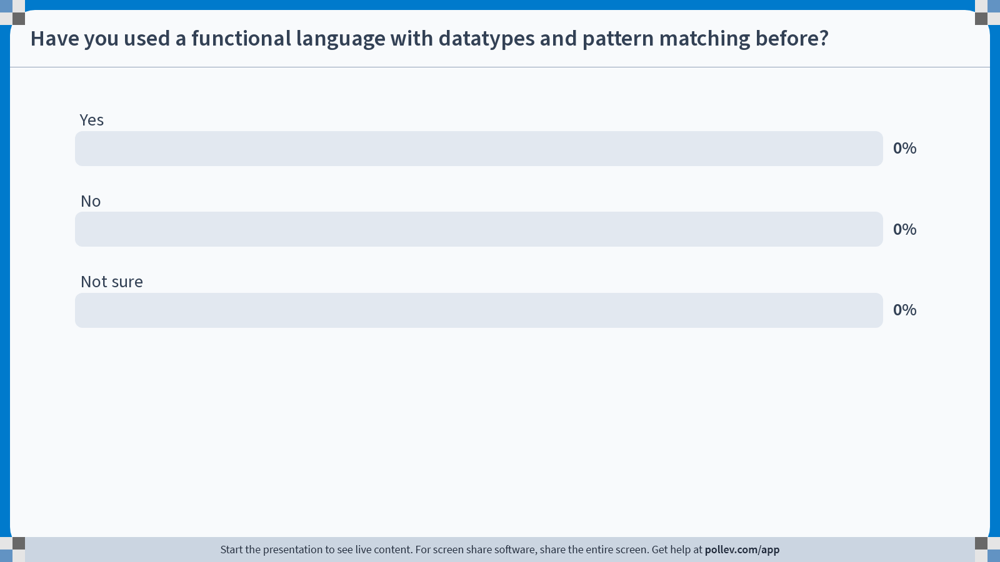 Have you used a functional language with datatypes and pattern matching before?
Yes
0%
No
0%
Not sure
0%
Start the presentation to see live content. For screen share software, share the entire screen. Get help at pollev.com/app